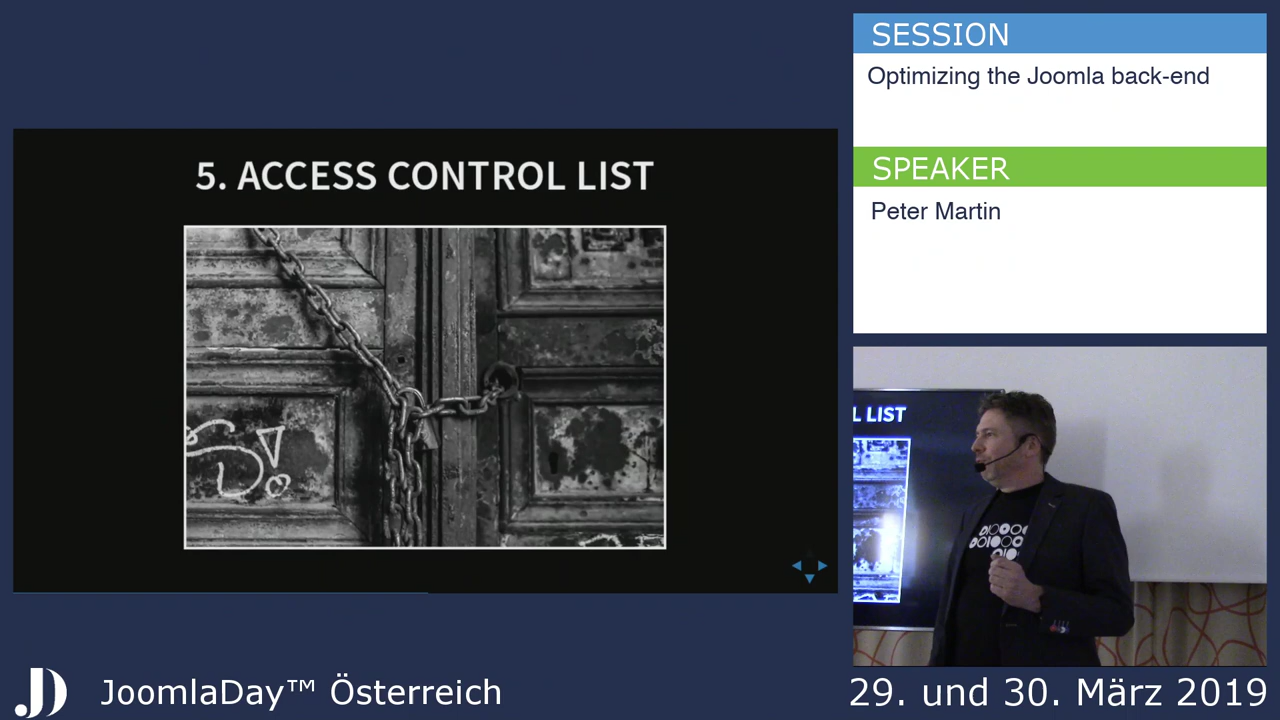 SESSION
Optimizing the Joomla back-end
5. ACCESS CONTROL LIST
SPEAKER
Peter Martin
L LIST
JoomlaDay™ Österreich
29. und 30. März 2019